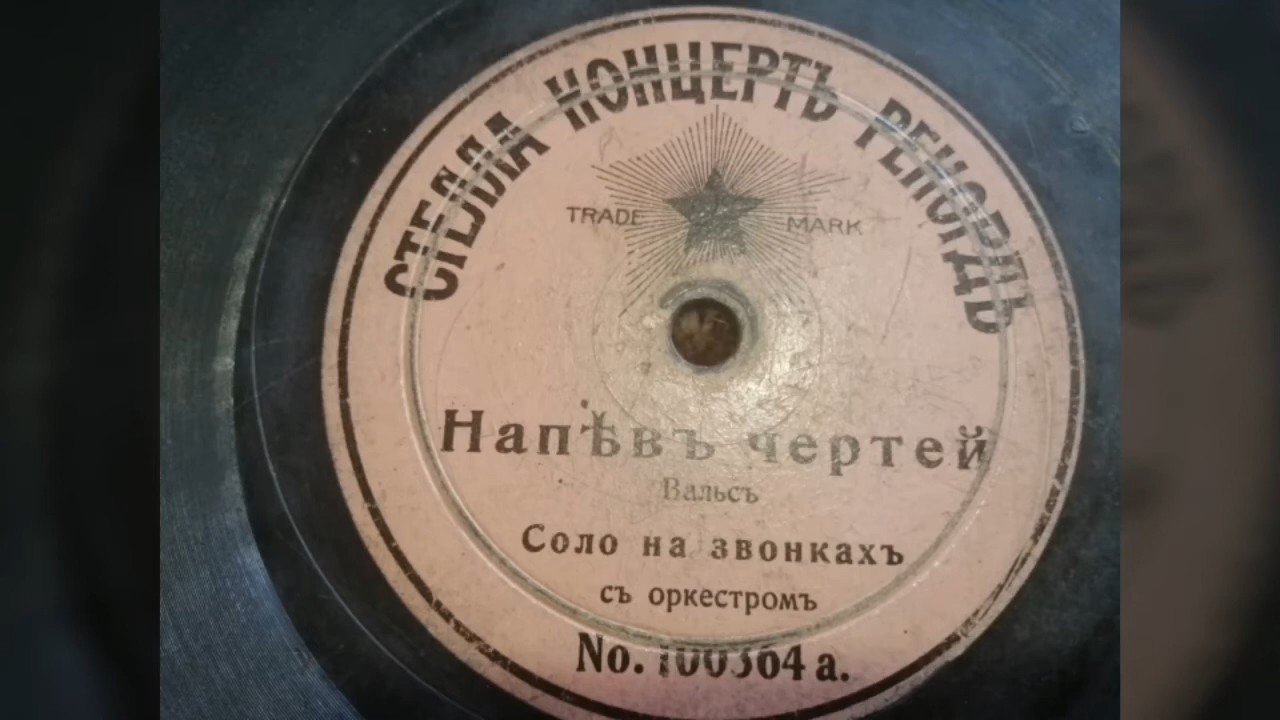 СТЕЛЛА КОНЦЕРТЪ РЕКОРДЪ
TRADE MARK
Напѣвъ чертей
Вальсъ
Соло на звонкахъ
съ оркестромъ
No. 100364 a.